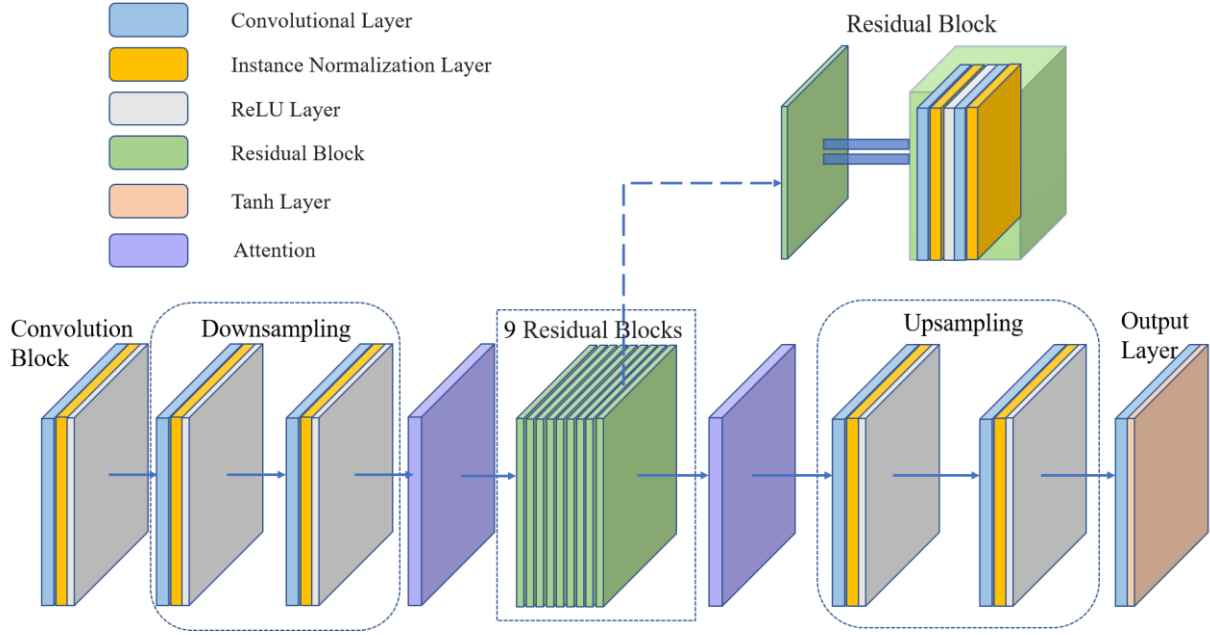 Convolutional Layer
Instance Normalization Layer
ReLU Layer
Residual Block
Tanh Layer
Attention
Residual Block
Convolution
Block
Downsampling
9 Residual Blocks
Upsampling
Output
Layer